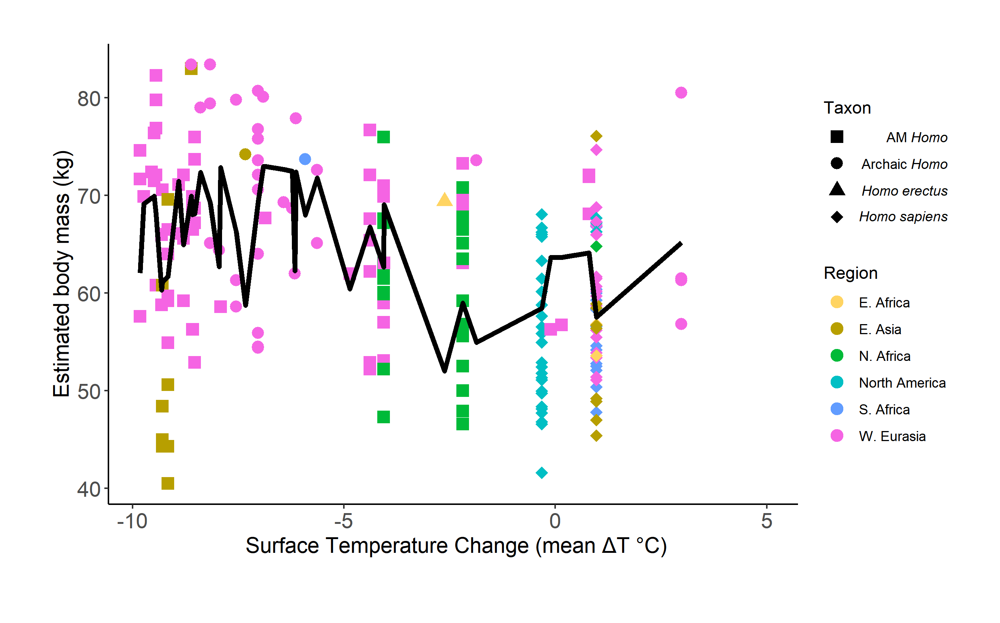 80
70
60
50
40
Estimated body mass (kg)
-10
-5
0
5
Surface Temperature Change (mean ΔT °C)
Taxon
AM Homo
Archaic Homo
Homo erectus
Homo sapiens
Region
E. Africa
E. Asia
N. Africa
North America
S. Africa
W. Eurasia